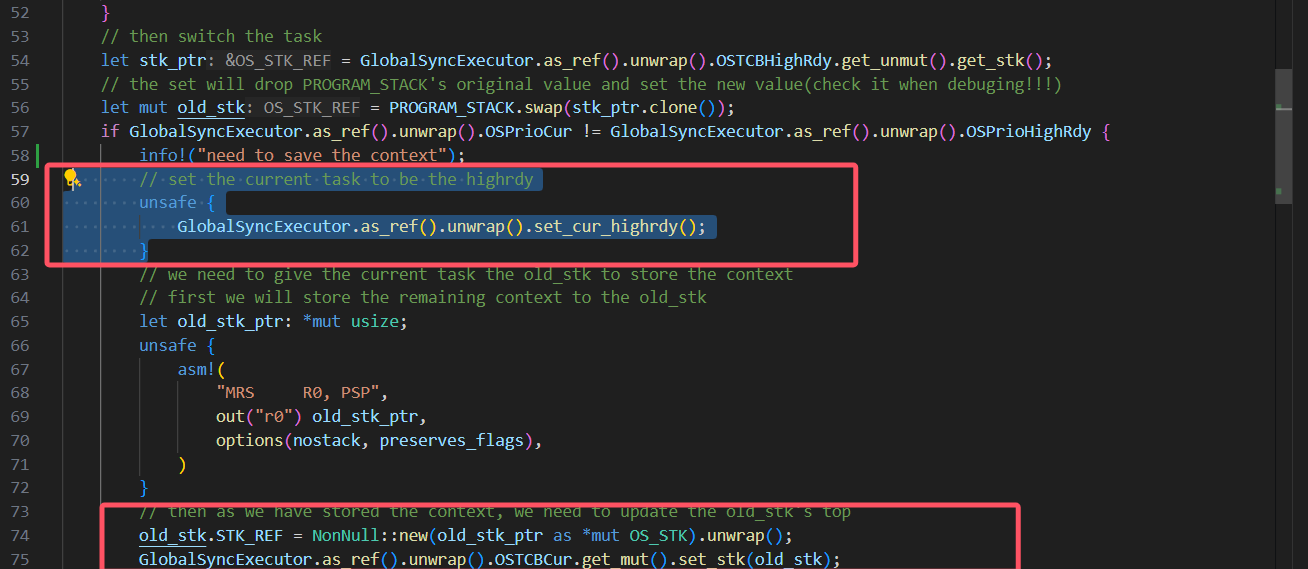 52 }
53 // then switch the task
54 let stk_ptr: &OS_STK_REF = GlobalSyncExecutor.as_ref().unwrap().OSTCBHighRdy.get_unmut().get_stk();
55 // the set will drop PROGRAM_STACK's original value and set the new value(check it when debuging!!!)
56 let mut old_stk: OS_STK_REF = PROGRAM_STACK.swap(stk_ptr.clone());
57 if GlobalSyncExecutor.as_ref().unwrap().OSPrioCur != GlobalSyncExecutor.as_ref().unwrap().OSPrioHighRdy {
58 info!("need to save the context");
59 // set the current task to be the highrdy
60 unsafe {
61 GlobalSyncExecutor.as_ref().unwrap().set_cur_highrdy();
62 }
63 // we need to give the current task the old_stk to store the context
64 // first we will store the remaining context to the old_stk
65 let old_stk_ptr: *mut usize;
66 unsafe {
67 asm!(
68 "MRS     R0, PSP",
69 out("r0") old_stk_ptr,
70 options(nostack, preserves_flags),
71 )
72 }
73 // then as we have stored the context, we need to update the old_stk's top
74 old_stk.STK_REF = NonNull::new(old_stk_ptr as *mut OS_STK).unwrap();
75 GlobalSyncExecutor.as_ref().unwrap().OSTCBCur.get_mut().set_stk(old_stk);